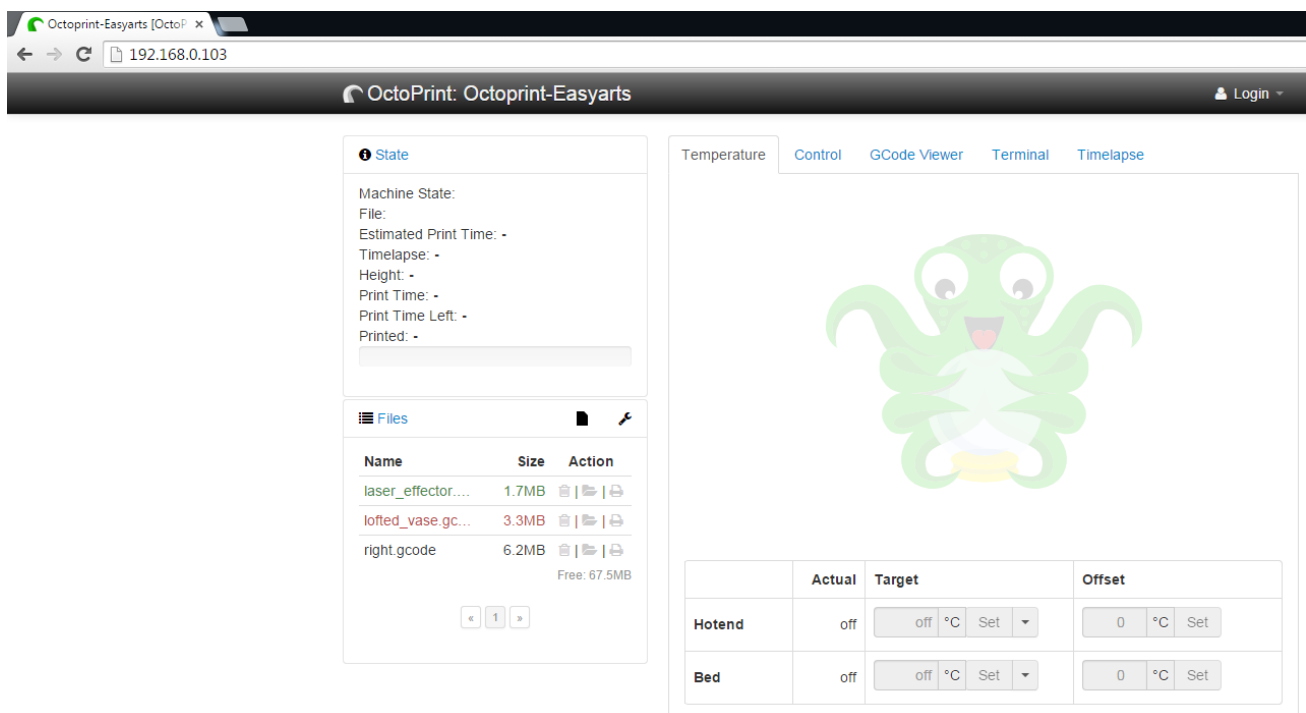 Octoprint-Easyarts [OctoP
192.168.0.103
OctoPrint: Octoprint-Easyarts
Login
State
Machine State:
File:
Estimated Print Time: -
Timelapse: -
Height: -
Print Time: -
Print Time Left: -
Printed: -
Files
Name Size Action
laser_effector.... 1.7MB | |
lofted_vase.gc... 3.3MB | |
right.gcode 6.2MB | |
Free: 67.5MB
« 1 »
Temperature Control GCode Viewer Terminal Timelapse
Actual Target Offset
Hotend off off °C Set 0 °C Set
Bed off off °C Set 0 °C Set